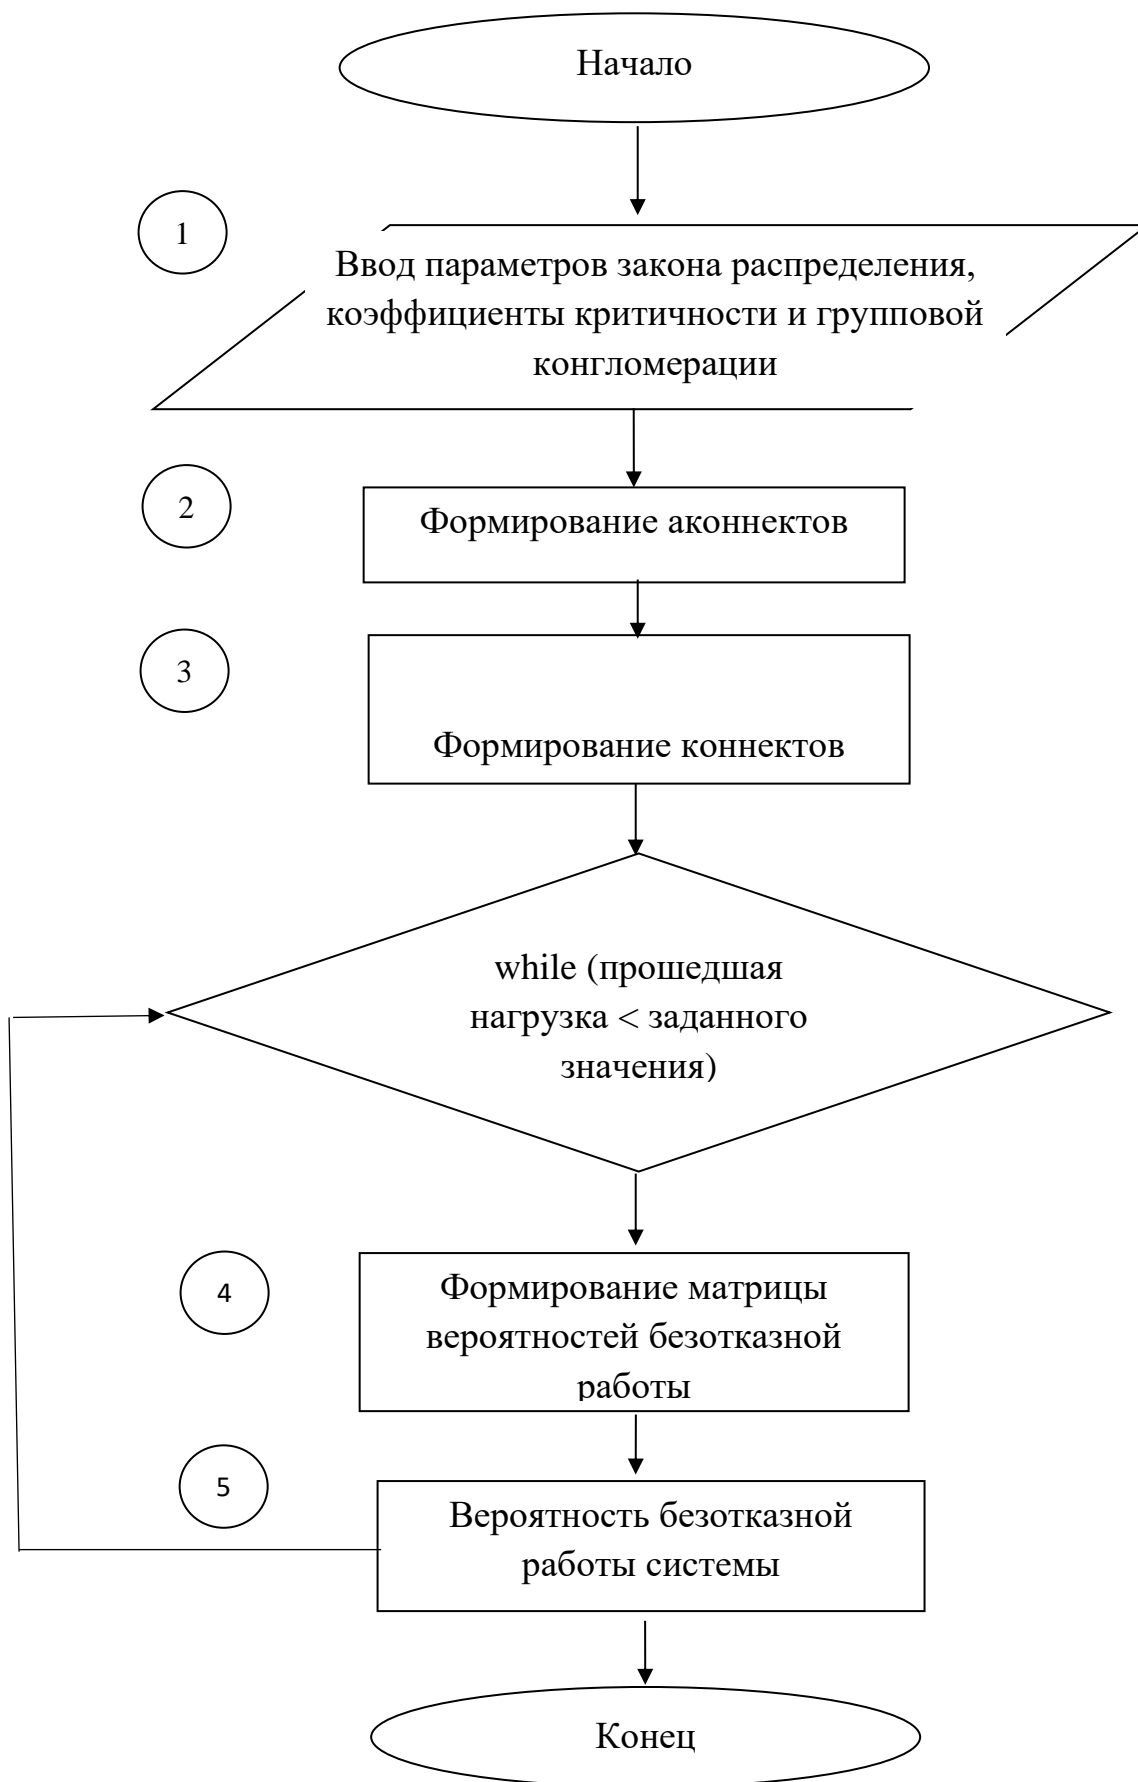 Начало
1
Ввод параметров закона распределения,
коэффициенты критичности и групповой
конгломерации
2
Формирование аконнектов
3
Формирование коннектов
while (прошедшая
нагрузка < заданного
значения)
4
Формирование матрицы
вероятностей безотказной
работы
5
Вероятность безотказной
работы системы
Конец